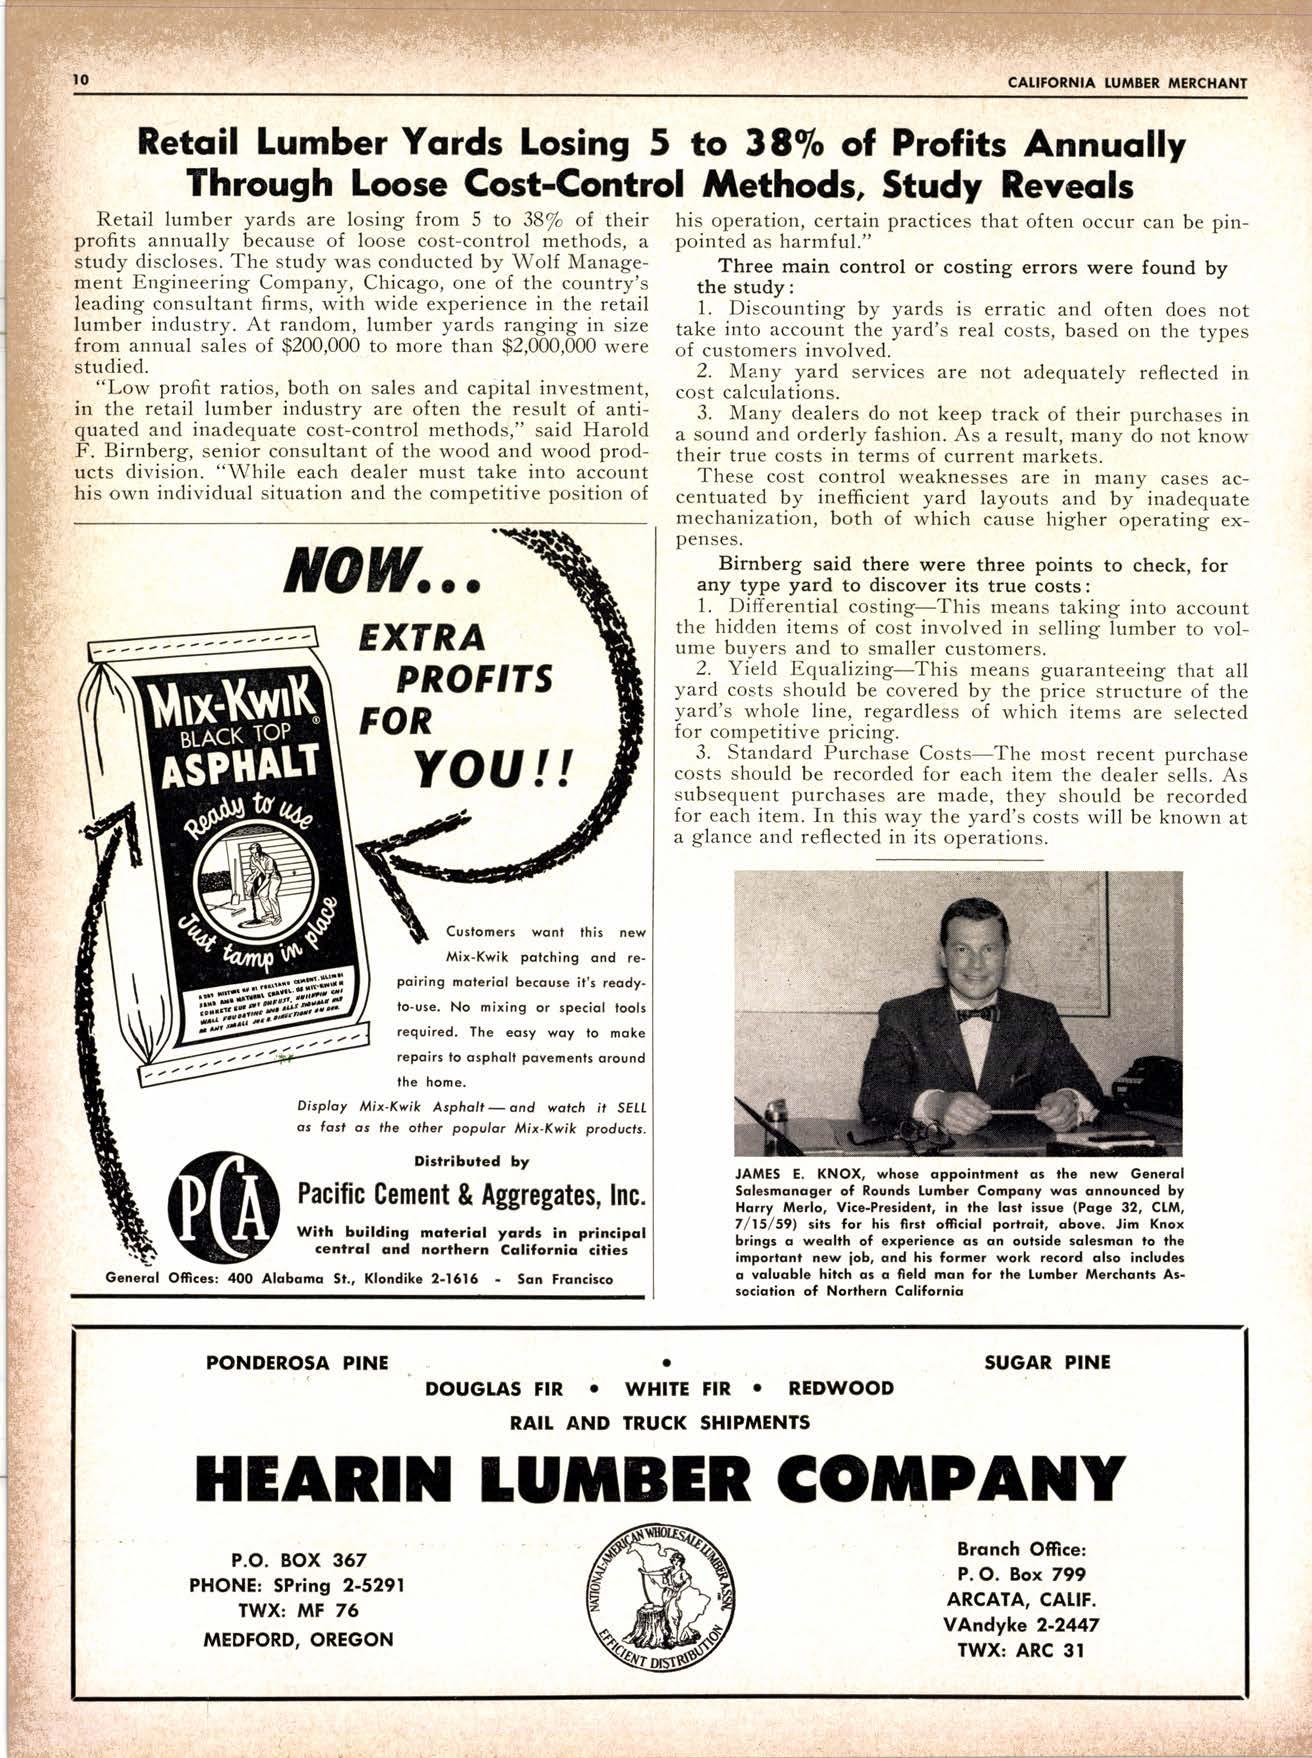 10
CALIFORNIA LUMBER MERCHANT
Retail Lumber Yards Losing 5 to 38% of Profits Annually
Through Loose Cost-Control Methods, Study Reveals
Retail lumber yards are losing from 5 to 38% of their
profits annually because of loose cost-control methods, a
study discloses. The study was conducted by Wolf Manage-
ment Engineering Company, Chicago, one of the country's
leading consultant firms, with wide experience in the retail
lumber industry. At random, lumber yards ranging in size
from annual sales of $200,000 to more than $2,000,000 were
studied.
"Low profit ratios, both on sales and capital investment,
in the retail lumber industry are often the result of anti-
quated and inadequate cost-control methods," said Harold
F. Birnberg, senior consultant of the wood and wood prod-
ucts division. "While each dealer must take into account
his own individual situation and the competitive position of
his operation, certain practices that often occur can be pin-
pointed as harmful."
Three main control or costing errors were found by
the study:
1. Discounting by yards is erratic and often does not
take into account the yard's real costs, based on the types
of customers involved.
2. Many yard services are not adequately reflected in
cost calculations.
3. Many dealers do not keep track of their purchases in
a sound and orderly fashion. As a result, many do not know
their true costs in terms of current markets.
These cost control weaknesses are in many cases ac-
centuated by inefficient yard layouts and by inadequate
mechanization, both of which cause higher operating ex-
penses.
Birnberg said there were three points to check, for
any type yard to discover its true costs:
1. Differential costing—This means taking into account
the hidden items of cost involved in selling lumber to vol-
ume buyers and to smaller customers.
2. Yield Equalizing—This means guaranteeing that all
yard costs should be covered by the price structure of the
yard's whole line, regardless of which items are selected
for competitive pricing.
3. Standard Purchase Costs—The most recent purchase
costs should be recorded for each item the dealer sells. As
subsequent purchases are made, they should be recorded
for each item. In this way the yard's costs will be known at
a glance and reflected in its operations.
NOW...
EXTRA
PROFITS
FOR
YOU!!
MIX-KWIK
BLACK TOP ®
ASPHALT
Ready to use
Just tamp in place
Customers want this new
Mix-Kwik patching and re-
pairing material because it's ready-
to-use. No mixing or special tools
required. The easy way to make
repairs to asphalt pavements around
the home.
Display Mix-Kwik Asphalt—and watch it SELL
as fast as the other popular Mix-Kwik products.
PCA
Distributed by
Pacific Cement & Aggregates, Inc.
With building material yards in principal
central and northern California cities
General Offices: 400 Alabama St., Klondike 2-1616 - San Francisco
JAMES E. KNOX, whose appointment as the new General
Salesmanager of Rounds Lumber Company was announced by
Harry Merlo, Vice-President, in the last issue (Page 32, CLM,
7/15/59) sits for his first official portrait, above. Jim Knox
brings a wealth of experience as an outside salesman to the
important new job, and his former work record also includes
a valuable hitch as a field man for the Lumber Merchants As-
sociation of Northern California
PONDEROSA PINE • SUGAR PINE
DOUGLAS FIR • WHITE FIR • REDWOOD
RAIL AND TRUCK SHIPMENTS
HEARIN LUMBER COMPANY
P.O. BOX 367
PHONE: SPring 2-5291
TWX: MF 76
MEDFORD, OREGON
NATIONAL-AMERICAN WHOLESALE LUMBER ASSN.
EFFICIENT DISTRIBUTION
Branch Office:
P. O. Box 799
ARCATA, CALIF.
VAndyke 2-2447
TWX: ARC 31